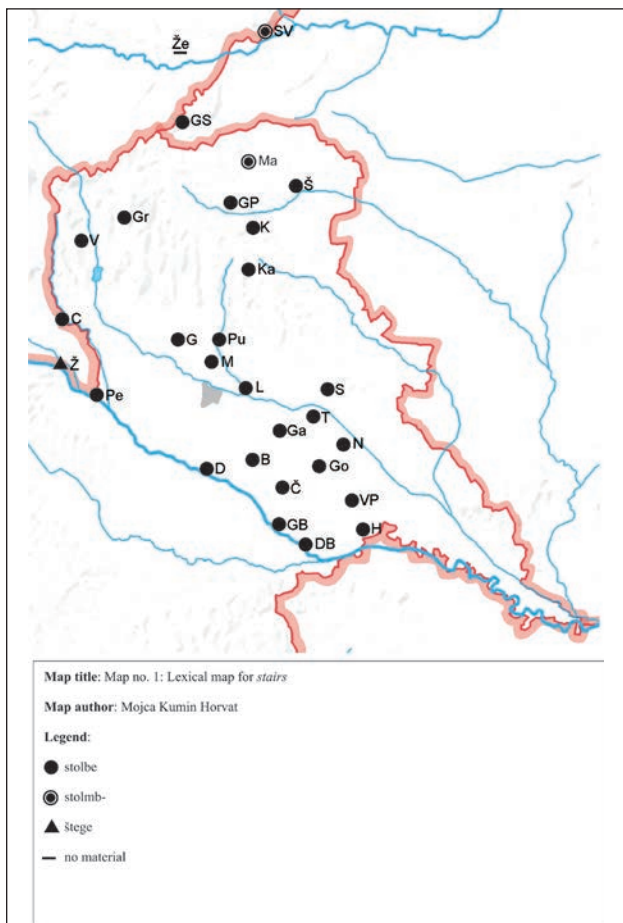 Že
SV
GS
Ma
Š
GP
Gr
K
V
Ka
C
G
Pu
M
Ž
Pe
L
S
T
Ga
N
B
Go
D
Č
VP
GB
H
DB
Map title: Map no. 1: Lexical map for stairs
Map author: Mojca Kumin Horvat
Legend:
stolbe
stolmb-
štege
no material